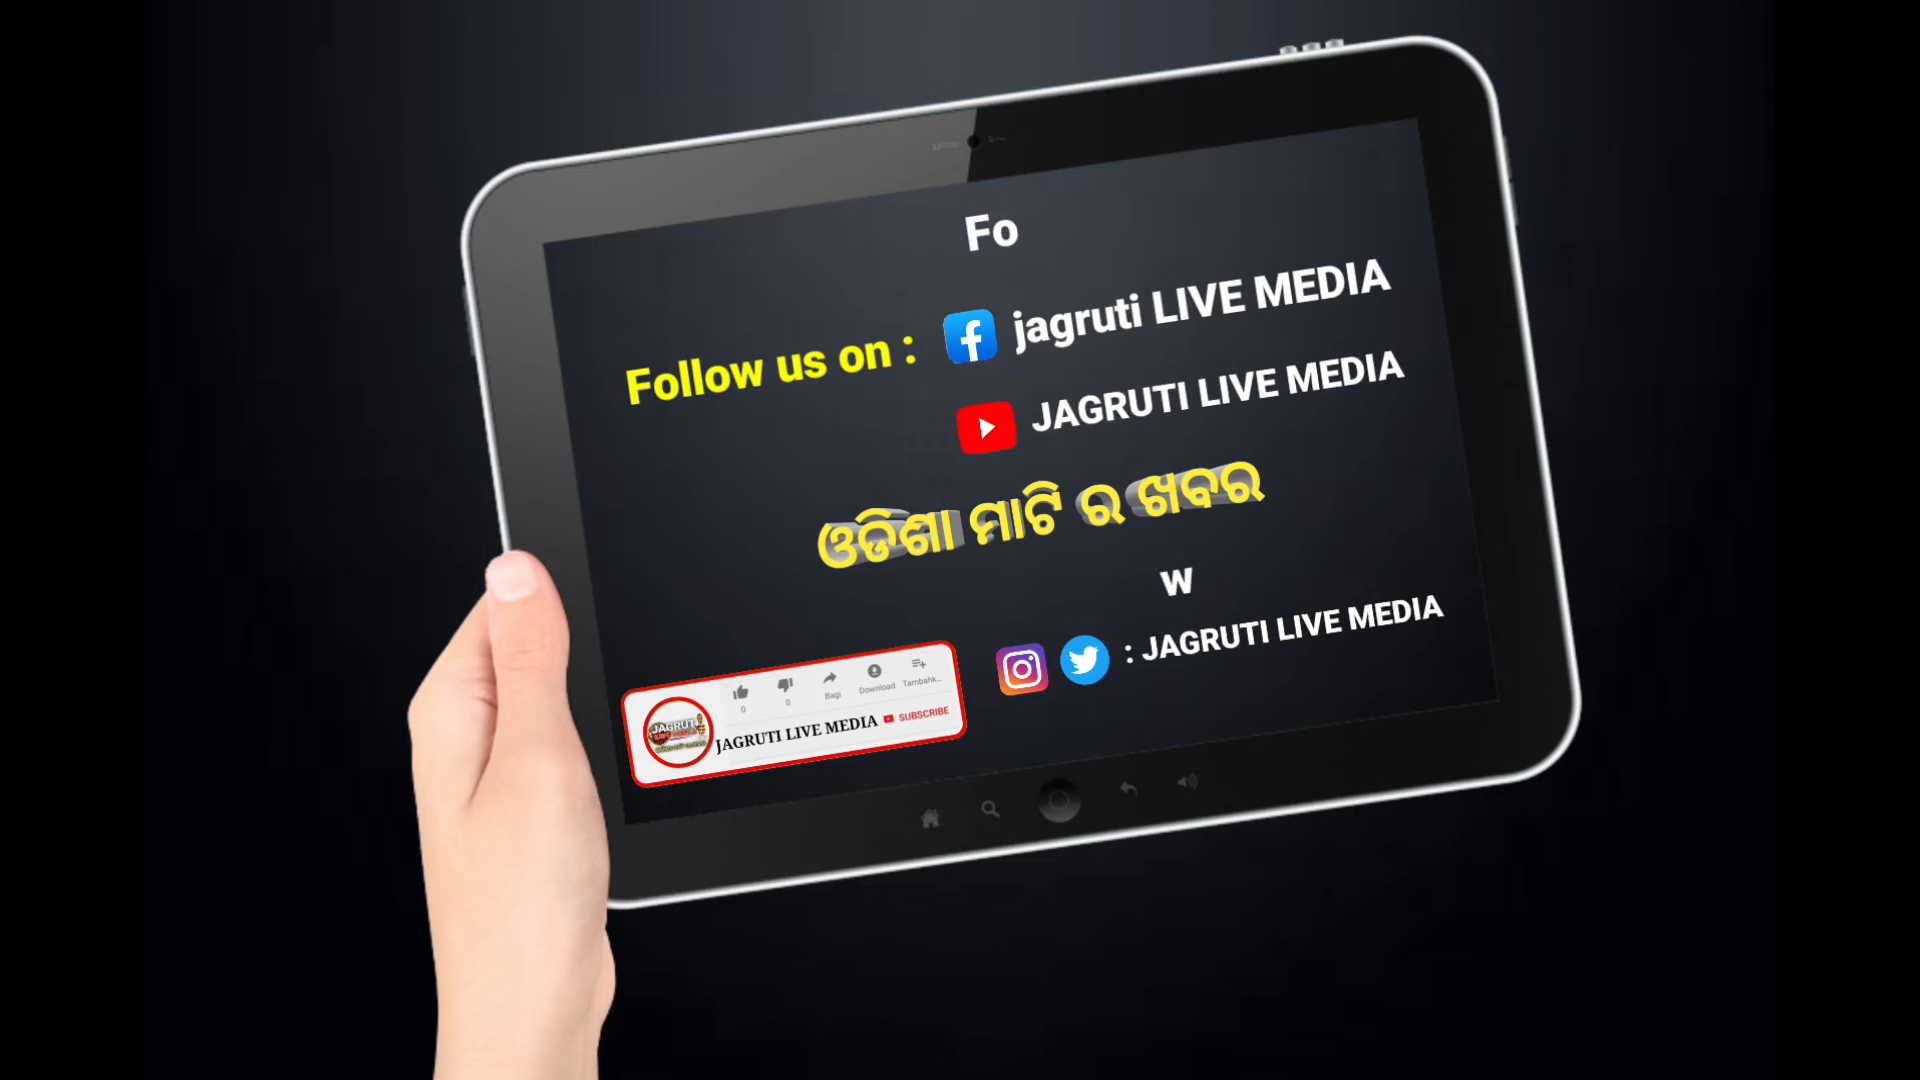 Fo
Follow us on : jagruti LIVE MEDIA
JAGRUTI LIVE MEDIA
ଓଡିଶା ମାଟି ର ଖବର
w
: JAGRUTI LIVE MEDIA
0 0 Bagi Download Tambahk...
JAGRUTI
JAGRUTI LIVE MEDIA SUBSCRIBE